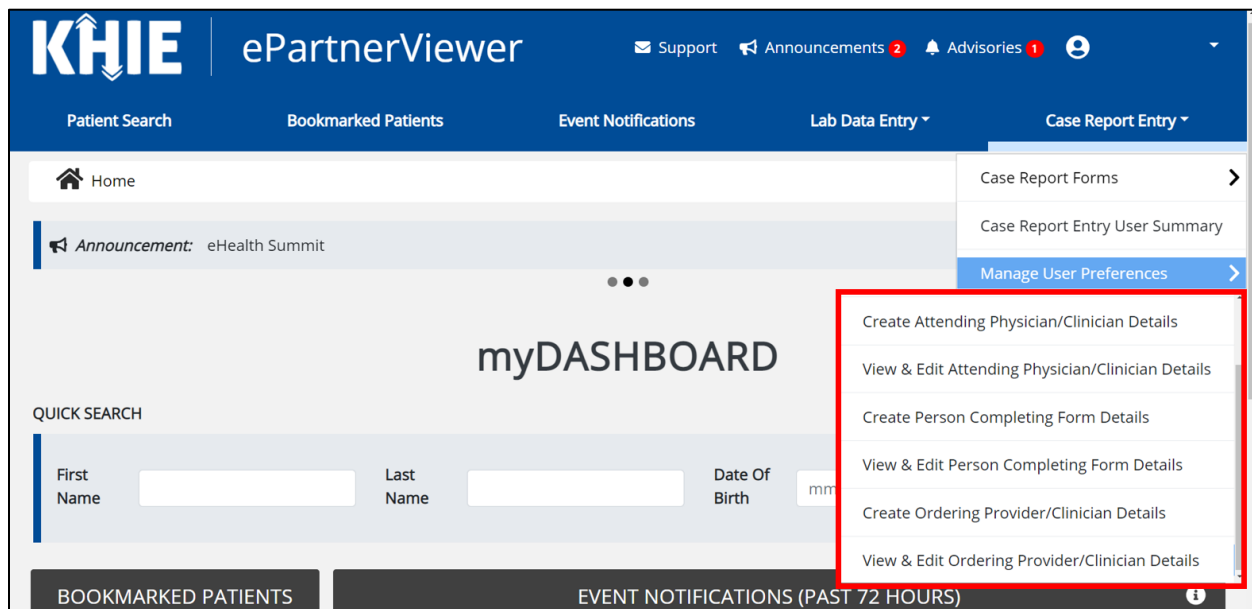 KHIE ePartnerViewer Support Announcements 2 Advisories 1
Patient Search Bookmarked Patients Event Notifications Lab Data Entry Case Report Entry
Home
Case Report Forms
Case Report Entry User Summary
Announcement: eHealth Summit
Manage User Preferences
Create Attending Physician/Clinician Details
View & Edit Attending Physician/Clinician Details
Create Person Completing Form Details
View & Edit Person Completing Form Details
Create Ordering Provider/Clinician Details
View & Edit Ordering Provider/Clinician Details
myDASHBOARD
QUICK SEARCH
First
Name
Last
Name
Date Of
Birth
mm
BOOKMARKED PATIENTS
EVENT NOTIFICATIONS (PAST 72 HOURS)